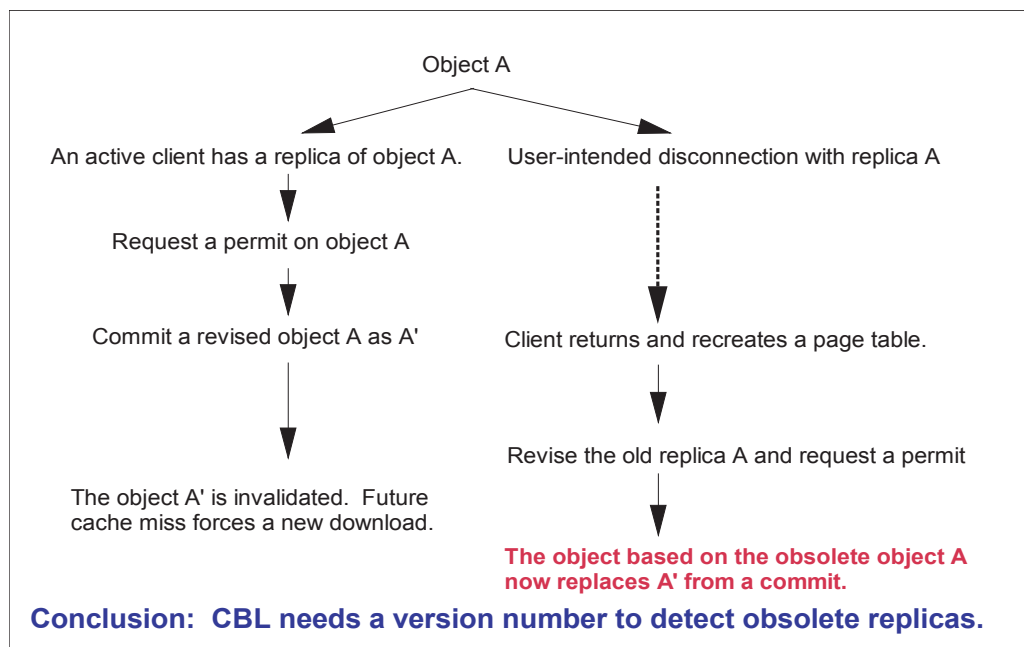 Object A
An active client has a replica of object A.
Request a permit on object A
Commit a revised object A as A'
The object A' is invalidated.  Future
cache miss forces a new download.
User-intended disconnection with replica A
Client returns and recreates a page table.
Revise the old replica A and request a permit
The object based on the obsolete object A
now replaces A' from a commit.
Conclusion:  CBL needs a version number to detect obsolete replicas.